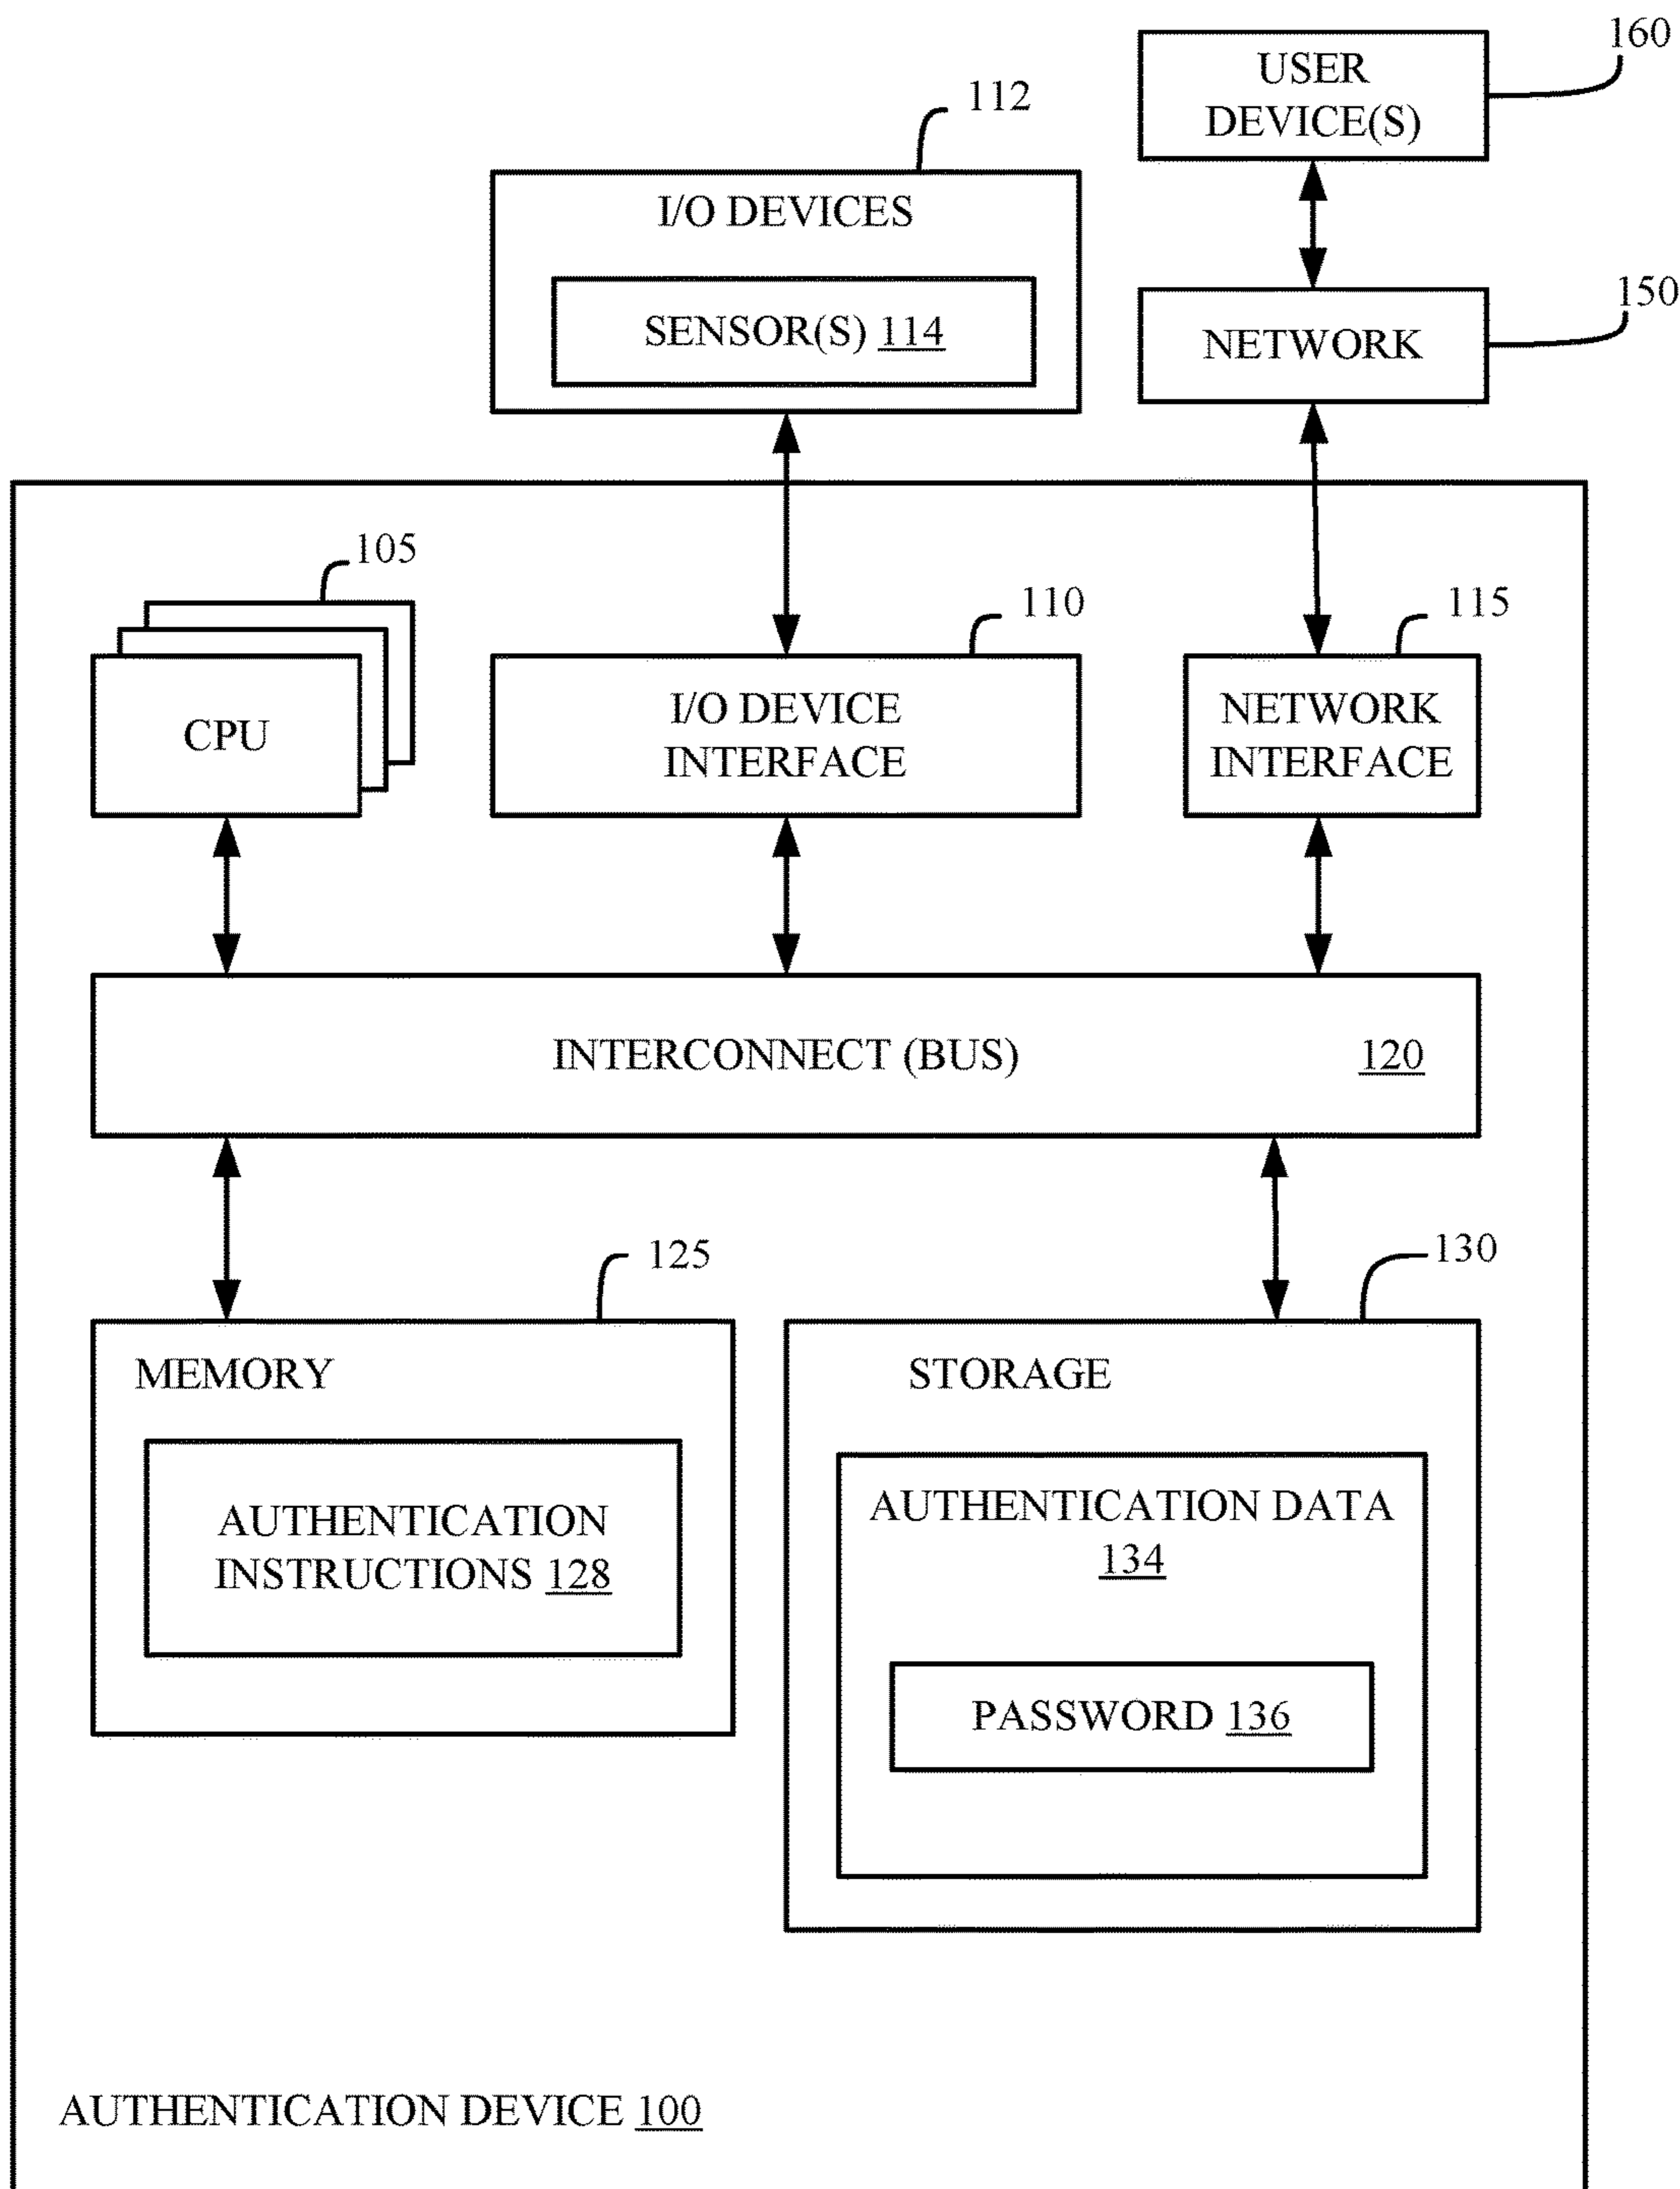 160
USER
DEVICE(S)
112
I/O DEVICES
150
SENSOR(S) 114
NETWORK
105
110
115
CPU
I/O DEVICE
INTERFACE
NETWORK
INTERFACE
INTERCONNECT (BUS) 120
125
130
MEMORY
STORAGE
AUTHENTICATION
INSTRUCTIONS 128
AUTHENTICATION DATA
134
PASSWORD 136
AUTHENTICATION DEVICE 100